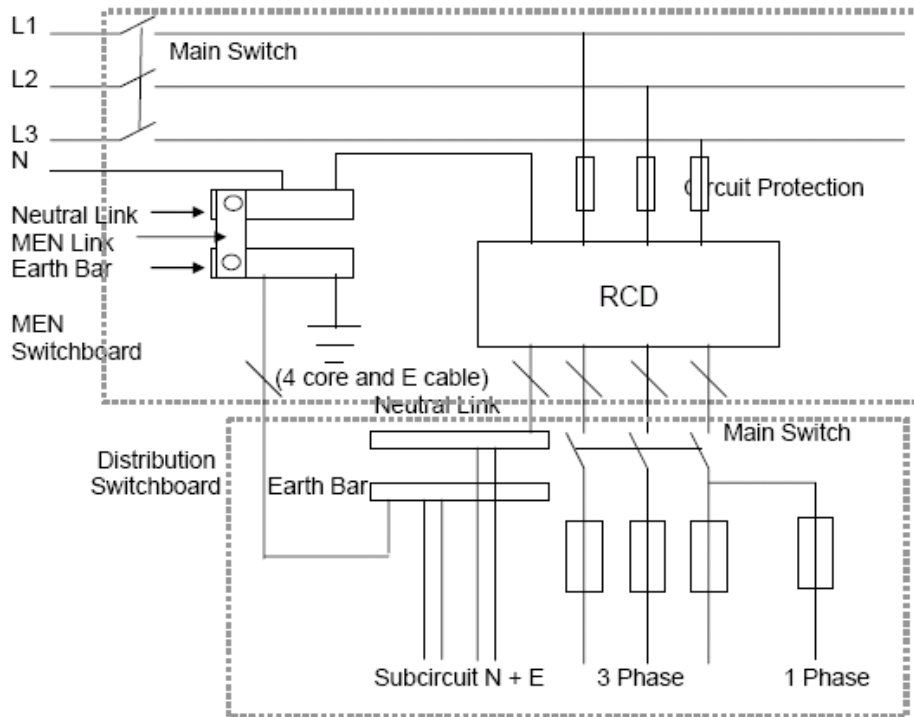 L1
Main Switch
L2
L3
N
Circuit Protection
Neutral Link
MEN Link
Earth Bar
RCD
MEN
Switchboard
(4 core and E cable)
Neutral Link
Main Switch
Distribution
Switchboard
Earth Bar
Subcircuit N + E
3 Phase
1 Phase